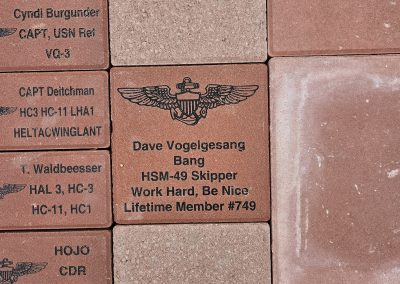 Cyndi Burgunder
CAPT, USN Ret
VQ-3
CAPT Deitchman
HC3 HC-11 LHA1
HELTACWINGLANT
T. Waldbeesser
HAL 3, HC-3
HC-11, HC1
HOJO
CDR
Dave Vogelgesang
Bang
HSM-49 Skipper
Work Hard, Be Nice
Lifetime Member #749